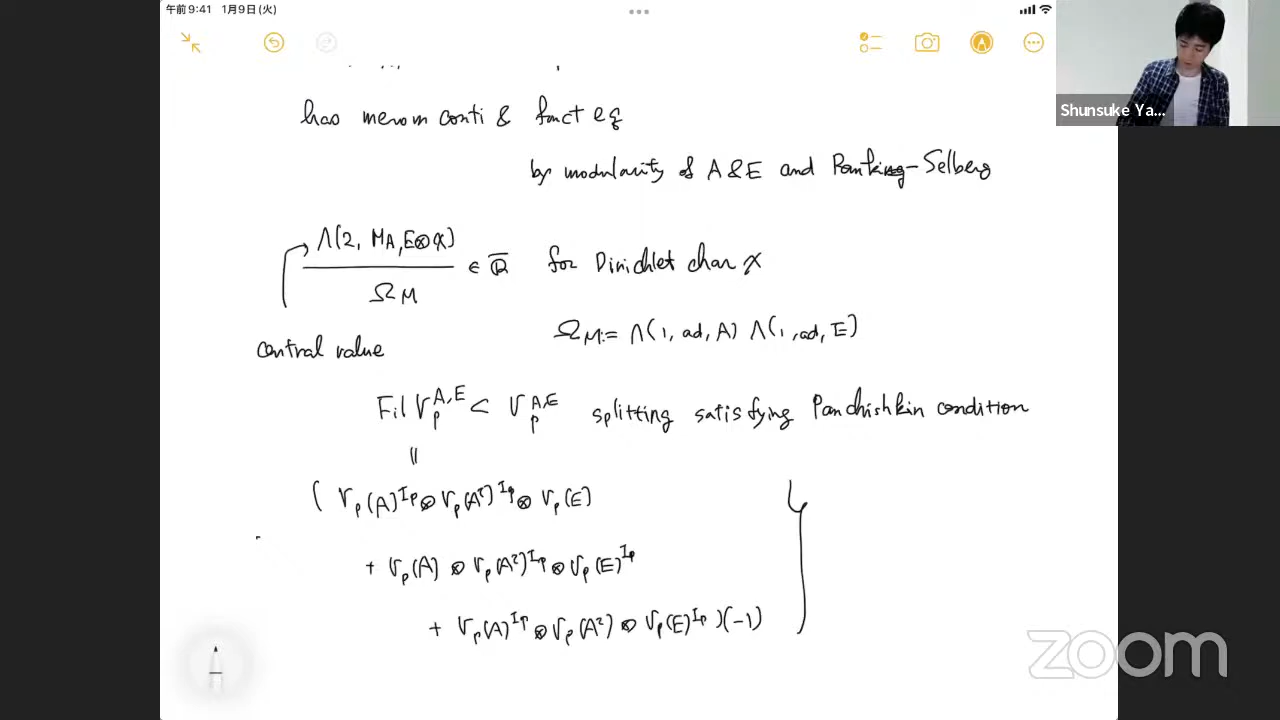 午前9:41 1月9日(火)
has merom conti & funct eq
by modularity of A & E and Rankin-Selberg
Λ(2, M_{A,E}⊗χ)
Ω_M
∈ \overline{Q} for Dirichlet char χ
Ω_M := Λ(1, ad, A) Λ(1, ad, E)
central value
Fil V_p^{A,E} ⊂ V_p^{A,E} splitting satisfying Panchishkin condition
||
( V_p(A)^{I_p} ⊗ V_p(A^τ)^{I_p} ⊗ V_p(E)
+ V_p(A) ⊗ V_p(A^τ)^{I_p} ⊗ V_p(E)^{I_p}
+ V_p(A)^{I_p} ⊗ V_p(A^τ) ⊗ V_p(E)^{I_p} )(-1)
Shunsuke Ya...
zoom